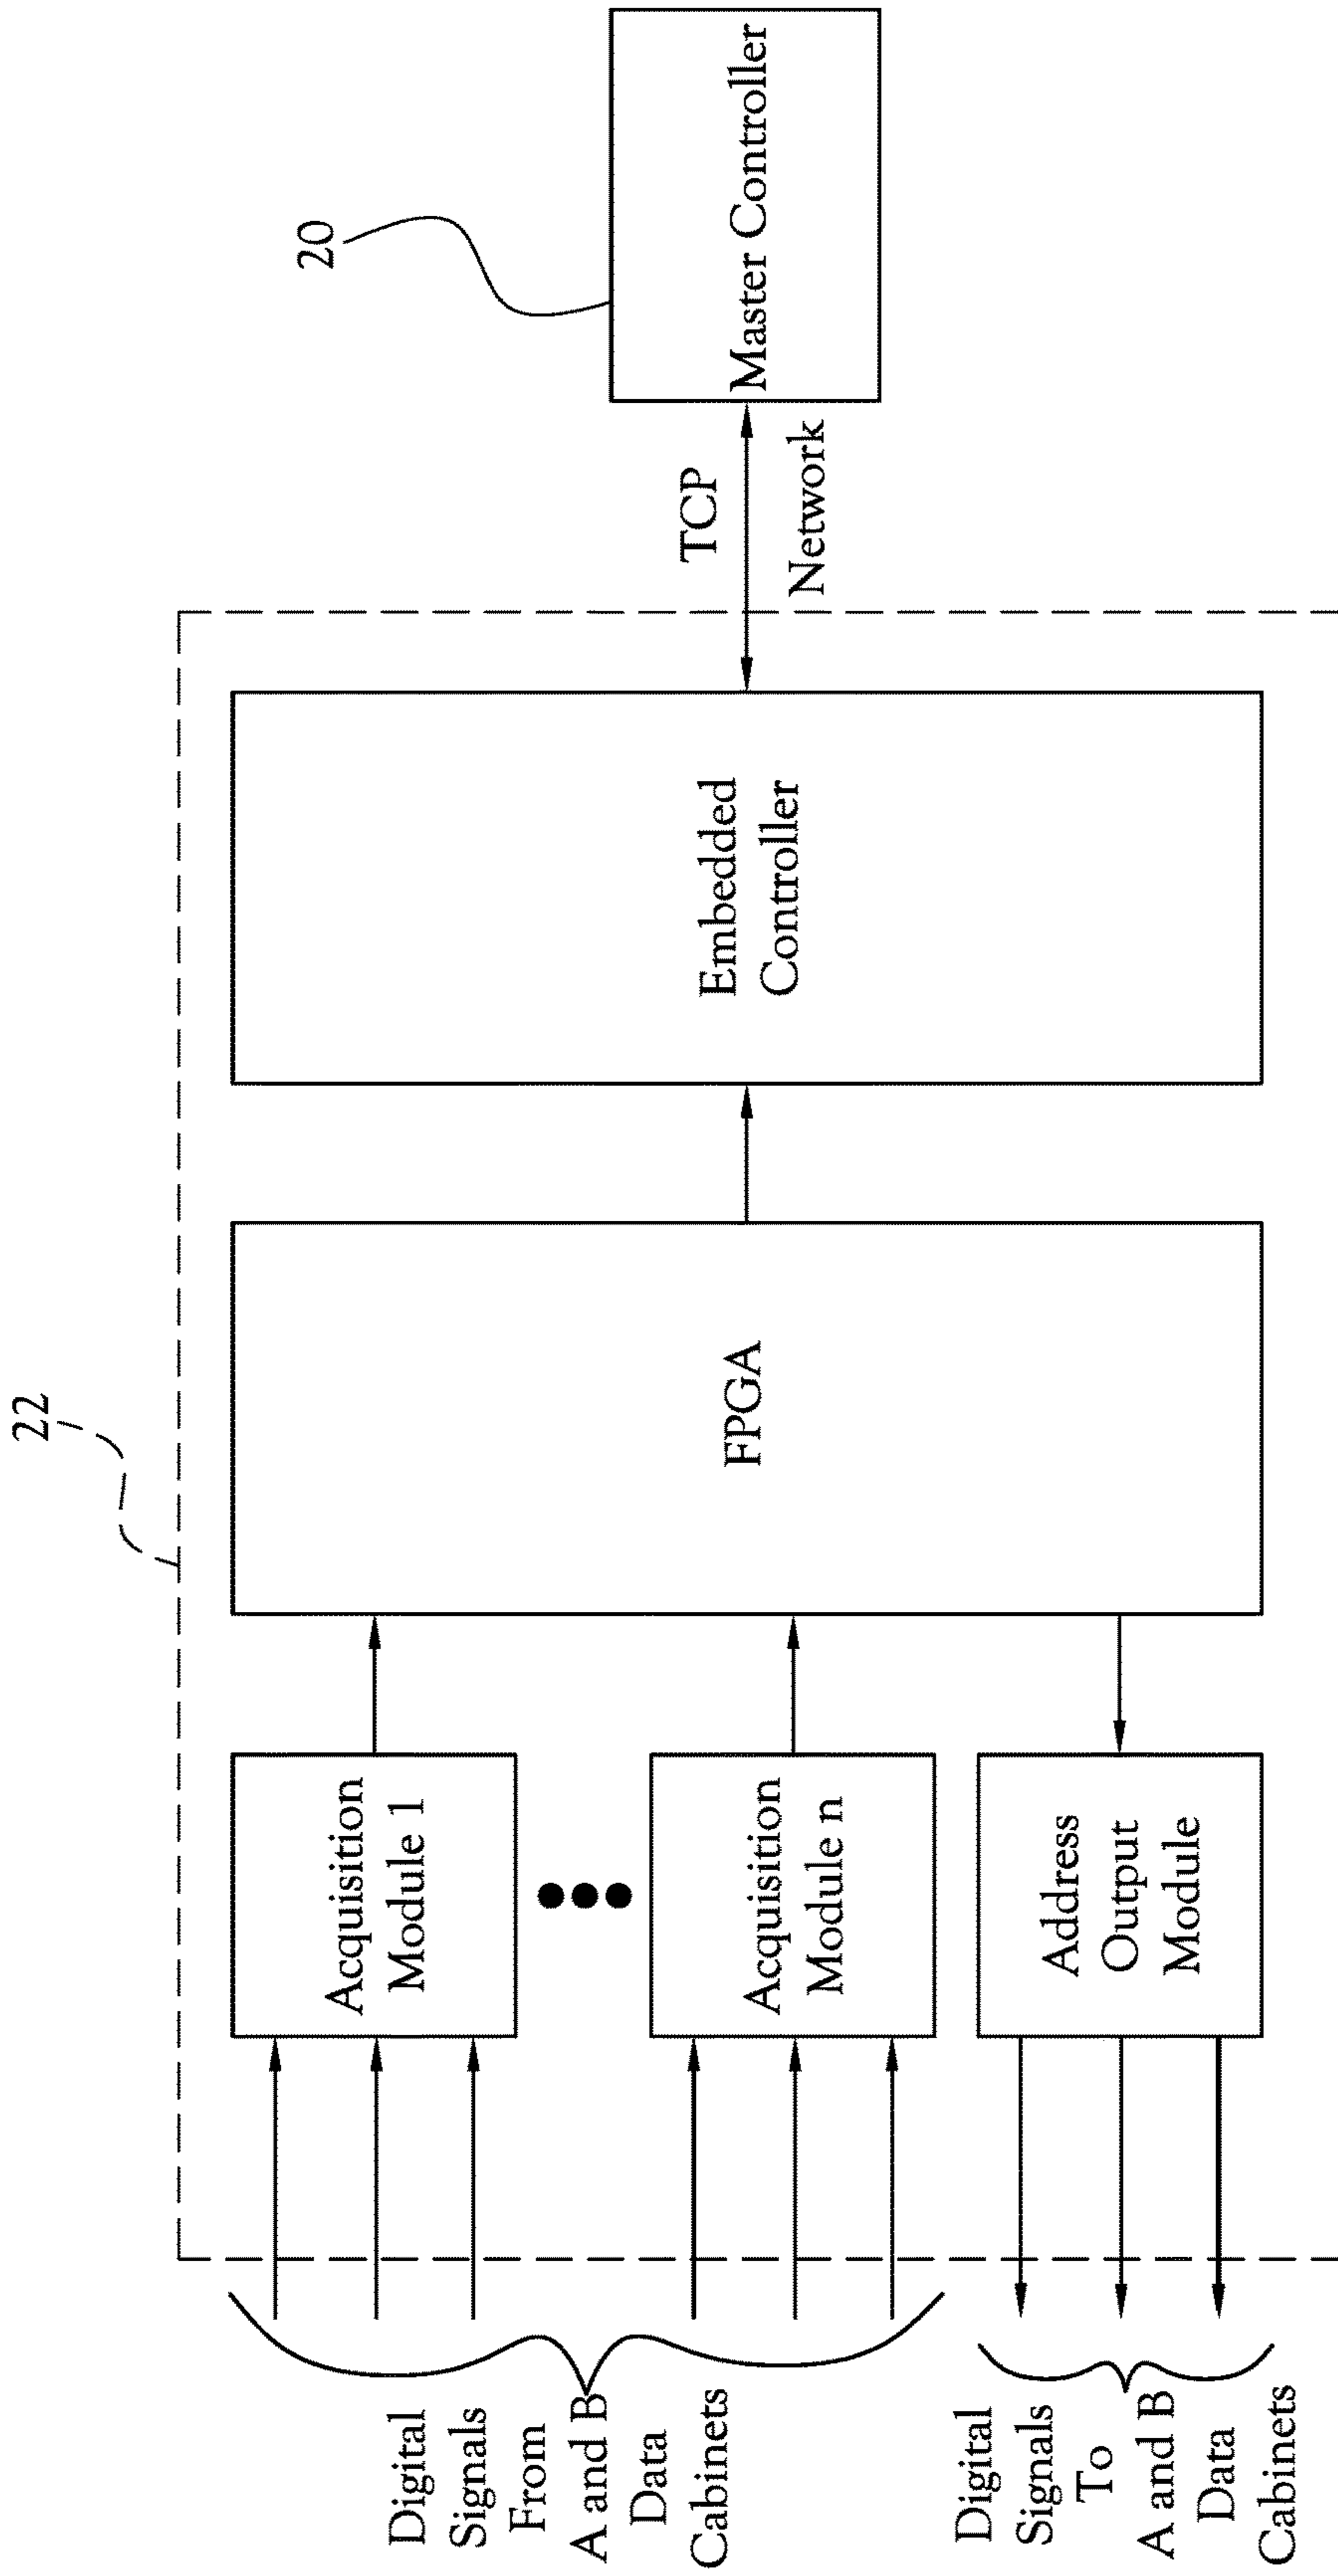 22
20
Digital
Signals
From
A and B
Data
Cabinets
Acquisition
Module 1
Acquisition
Module n
Digital
Signals
To
A and B
Data
Cabinets
Address
Output
Module
FPGA
Embedded
Controller
TCP
Network
Master Controller